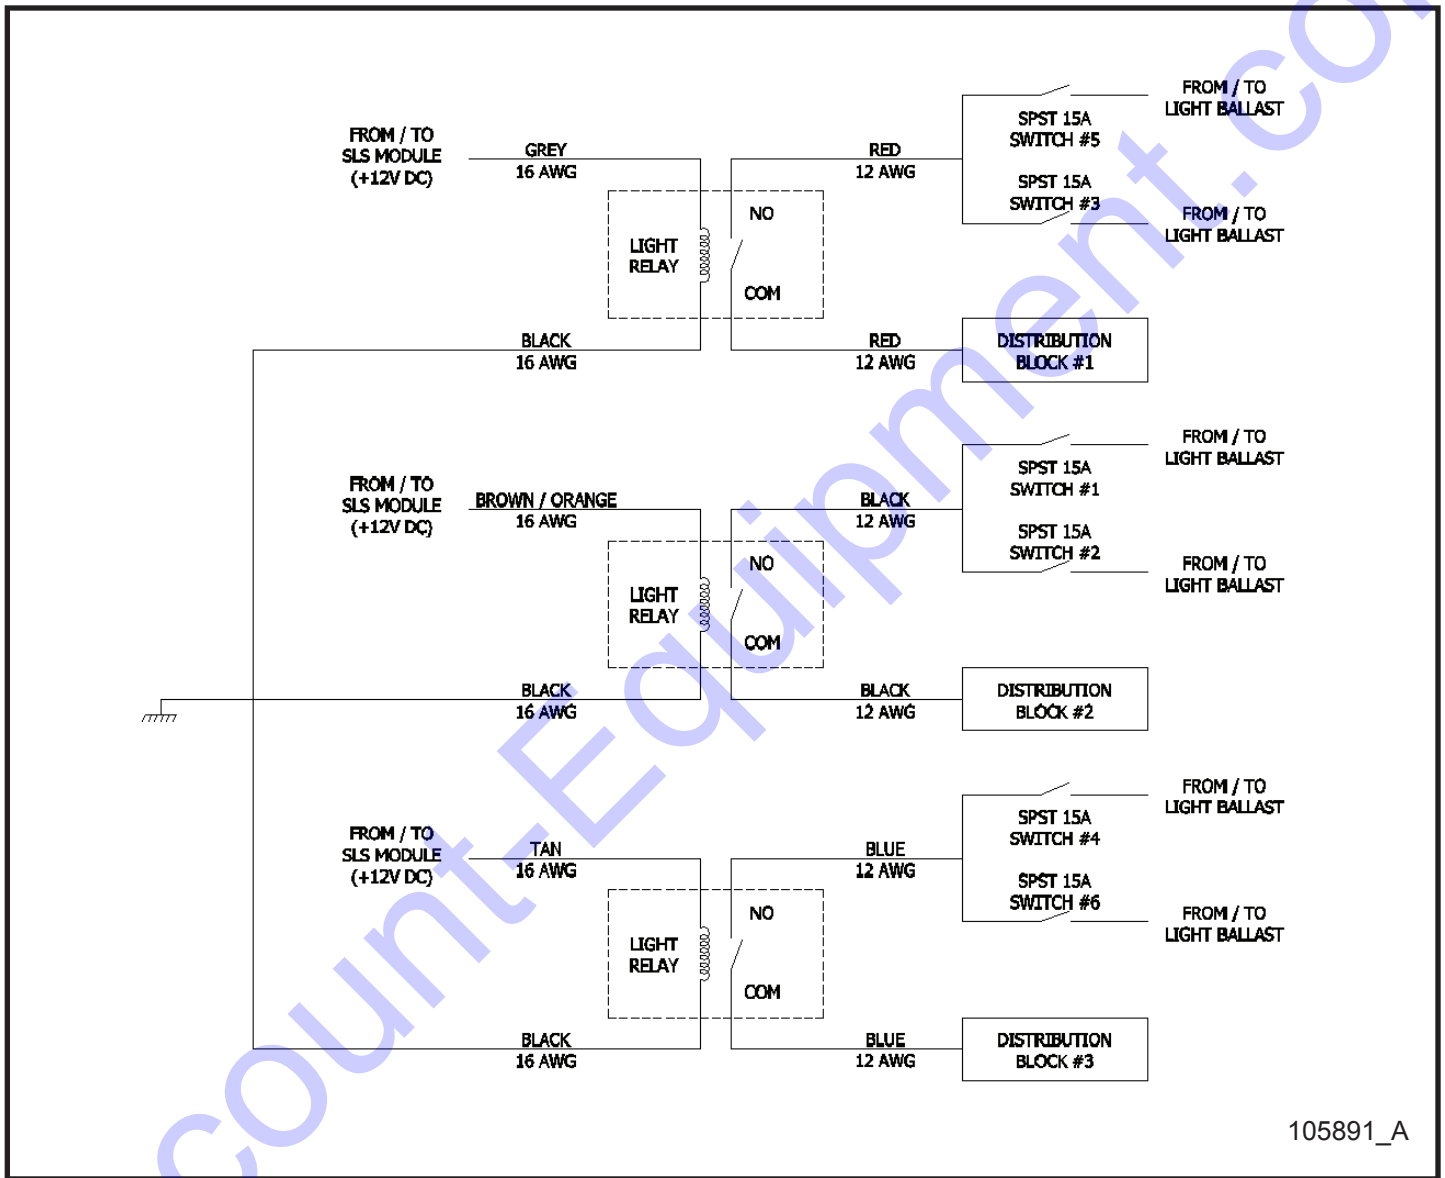 FROM / TO
SLS MODULE
(+12V DC)
GREY
16 AWG
RED
12 AWG
SPST 15A
SWITCH #5
FROM / TO
LIGHT BALLAST
SPST 15A
SWITCH #3
FROM / TO
LIGHT BALLAST
LIGHT
RELAY
NO
COM
BLACK
16 AWG
RED
12 AWG
DISTRIBUTION
BLOCK #1
FROM / TO
SLS MODULE
(+12V DC)
BROWN / ORANGE
16 AWG
BLACK
12 AWG
SPST 15A
SWITCH #1
FROM / TO
LIGHT BALLAST
SPST 15A
SWITCH #2
FROM / TO
LIGHT BALLAST
LIGHT
RELAY
NO
COM
BLACK
16 AWG
BLACK
12 AWG
DISTRIBUTION
BLOCK #2
FROM / TO
SLS MODULE
(+12V DC)
TAN
16 AWG
BLUE
12 AWG
SPST 15A
SWITCH #4
FROM / TO
LIGHT BALLAST
SPST 15A
SWITCH #6
FROM / TO
LIGHT BALLAST
LIGHT
RELAY
NO
COM
BLACK
16 AWG
BLUE
12 AWG
DISTRIBUTION
BLOCK #3
105891_A
count-Equipment.co